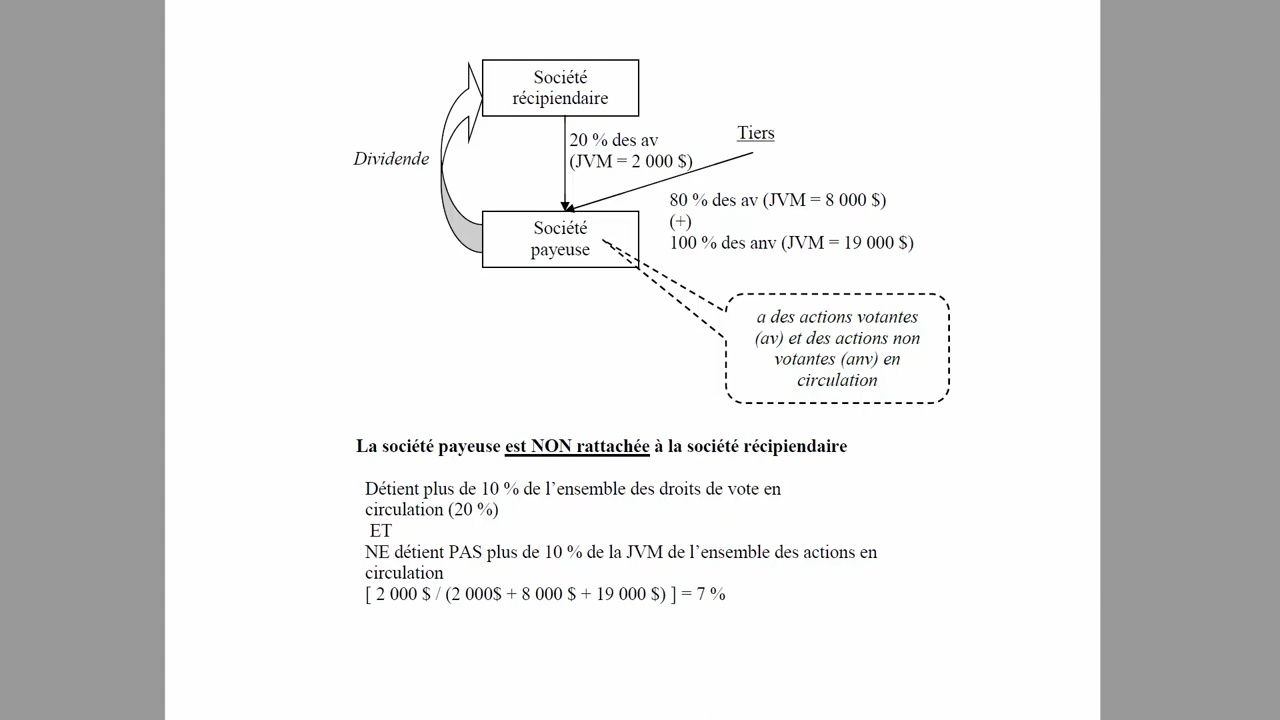 Société
récipiendaire
20 % des av
(JVM = 2 000 $)
Tiers
Dividende
80 % des av (JVM = 8 000 $)
(+)
100 % des anv (JVM = 19 000 $)
Société
payeuse
a des actions votantes
(av) et des actions non
votantes (anv) en
circulation
La société payeuse est NON rattachée à la société récipiendaire
Détient plus de 10 % de l’ensemble des droits de vote en
circulation (20 %)
ET
NE détient PAS plus de 10 % de la JVM de l’ensemble des actions en
circulation
[ 2 000 $ / (2 000$ + 8 000 $ + 19 000 $) ] = 7 %